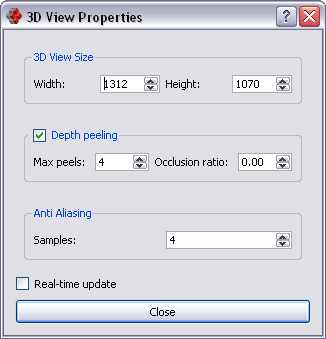 3D View Properties
3D View Size
Width: 1312 Height: 1070
Depth peeling
Max peels: 4 Occlusion ratio: 0.00
Anti Aliasing
Samples: 4
Real-time update
Close